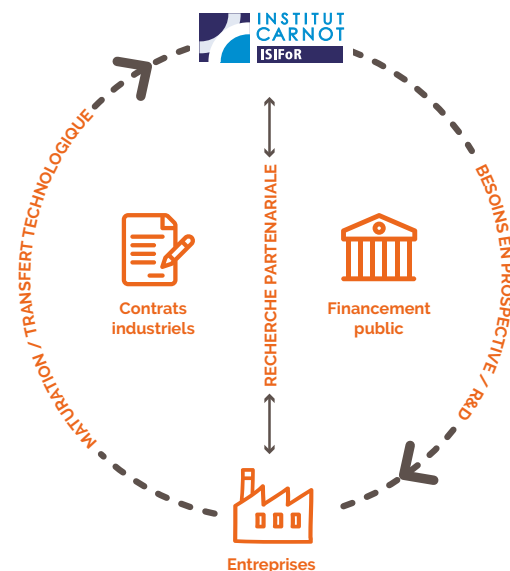 INSTITUT
CARNOT
ISIFoR
MATURATION / TRANSFERT TECHNOLOGIQUE
RECHERCHE PARTENARIALE
BESOINS EN PROSPECTIVE / R&D
Contrats
industriels
Financement
public
Entreprises